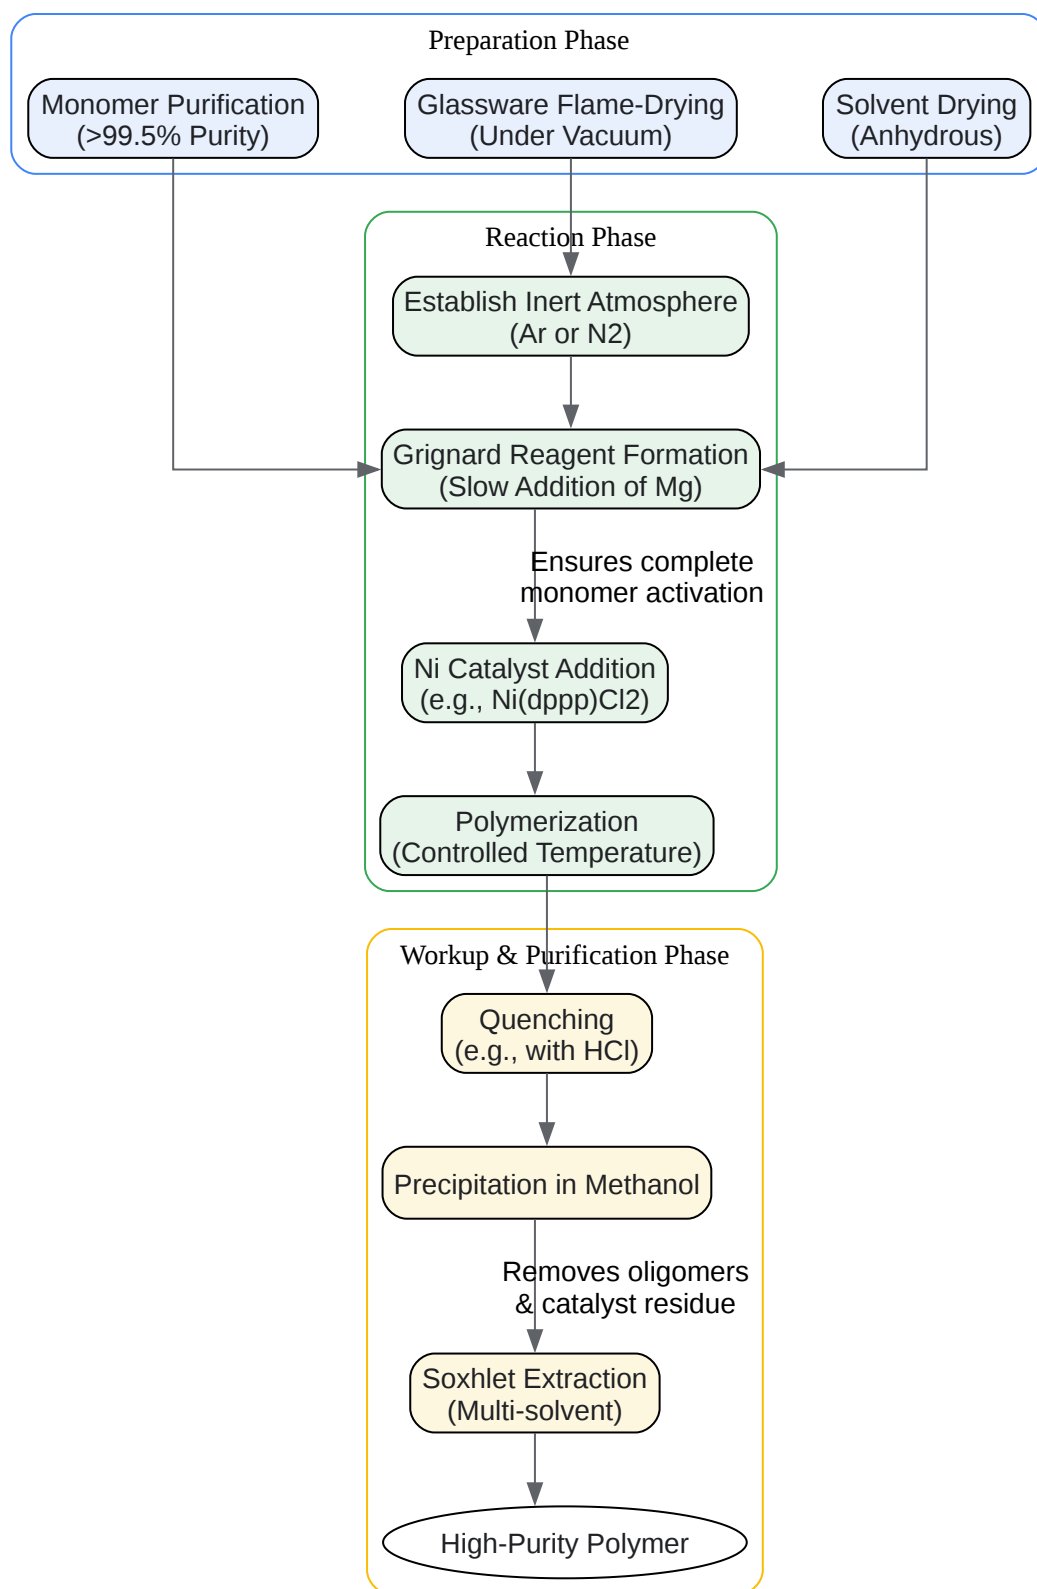 Preparation Phase
Monomer Purification
(>99.5% Purity)
Glassware Flame-Drying
(Under Vacuum)
Solvent Drying
(Anhydrous)
Reaction Phase
Establish Inert Atmosphere
(Ar or N2)
Grignard Reagent Formation
(Slow Addition of Mg)
Ensures complete
monomer activation
Ni Catalyst Addition
(e.g., Ni(dppp)Cl2)
Polymerization
(Controlled Temperature)
Workup & Purification Phase
Quenching
(e.g., with HCl)
Precipitation in Methanol
Removes oligomers
& catalyst residue
Soxhlet Extraction
(Multi-solvent)
High-Purity Polymer